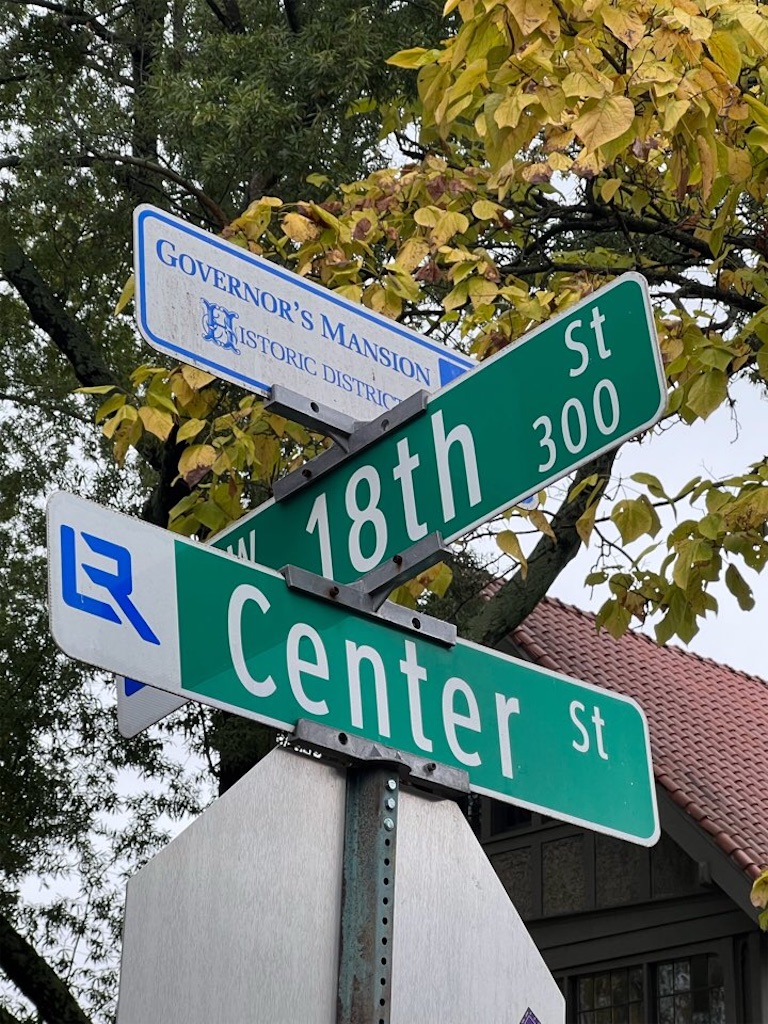 GOVERNOR'S MANSION
HISTORIC DISTRICT
W 18th St
300
LR
Center St